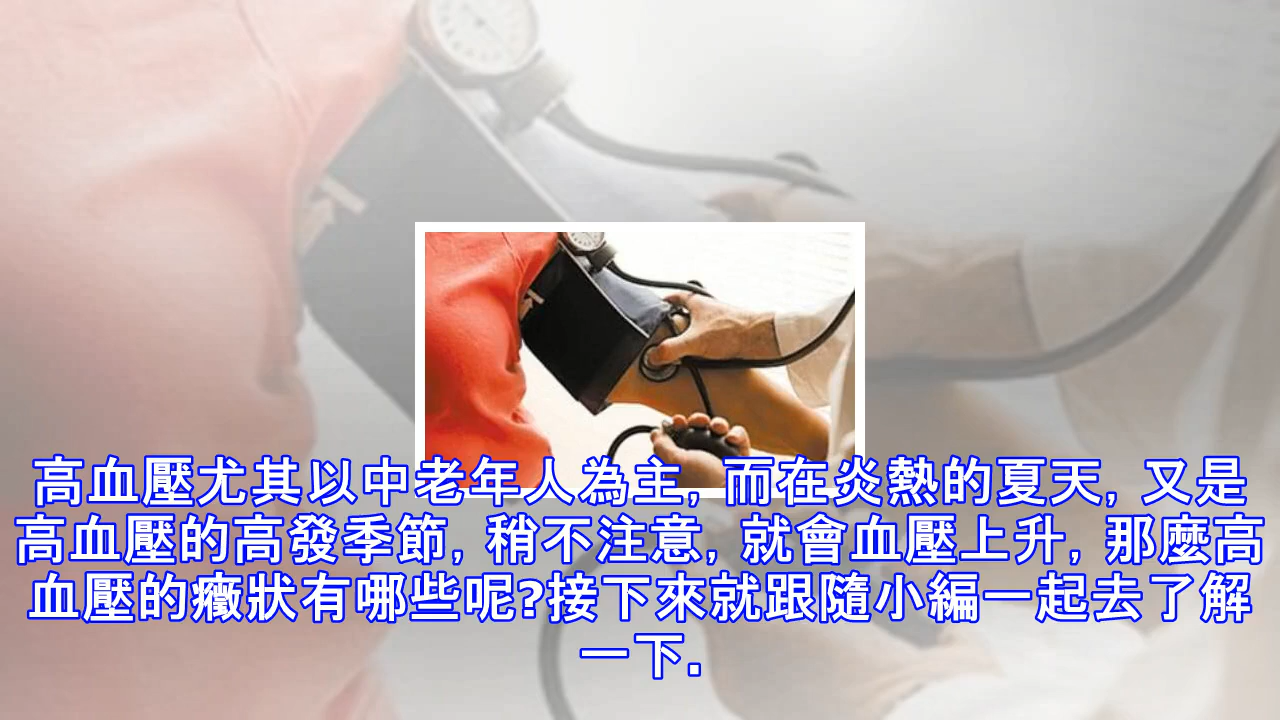 高血壓尤其以中老年人為主, 而在炎熱的夏天, 又是
高血壓的高發季節, 稍不注意, 就會血壓上升, 那麼高
血壓的癥狀有哪些呢?接下來就跟隨小編一起去了解
一下.